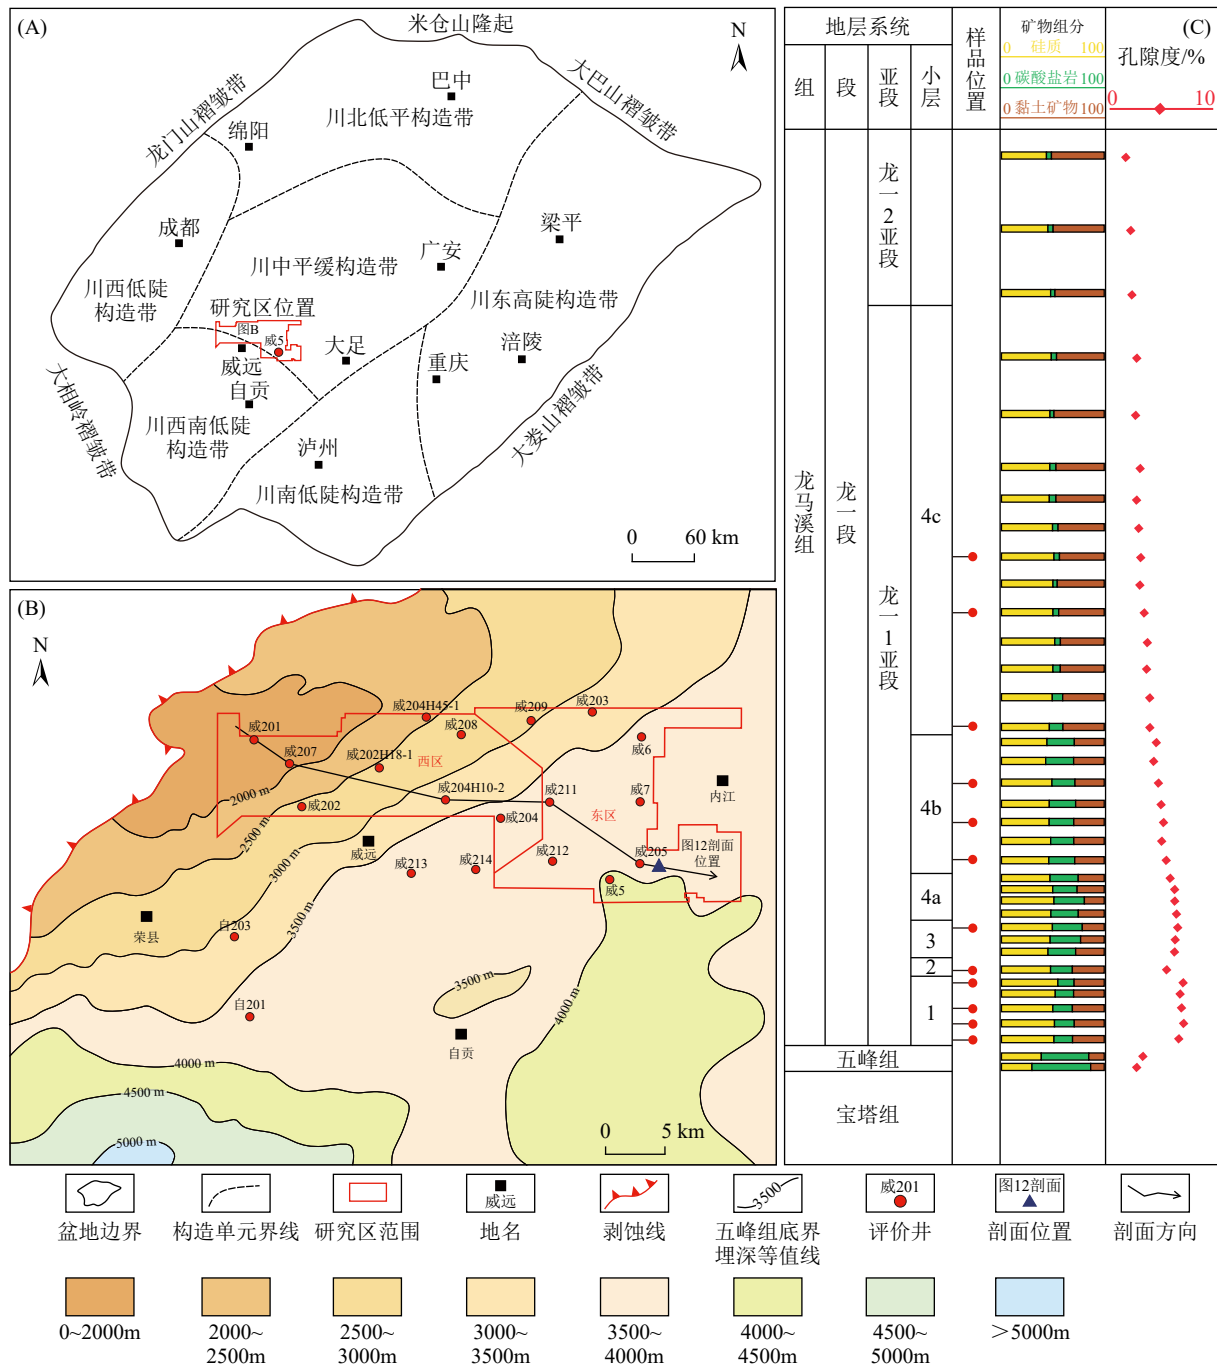 (A)
米仓山隆起
N
大巴山褶皱带
龙门山褶皱带
巴中
川北低平构造带
绵阳
成都
梁平
广安
川中平缓构造带
川西低陡
构造带
川东高陡构造带
研究区位置
图B
威5
威远
大足
涪陵
重庆
自贡
大相岭褶皱带
川西南低陡
构造带
泸州
川南低陡构造带
大娄山褶皱带
0 60 km
(B)
N
威201
威207
威204H45-1
威208
威209
威203
威6
威202H18-1
西区
2000 m
威202
威204H10-2
威211
威7
内江
2500 m
威204
东区
威远
3000 m
威213
威214
威212
威205
图12剖面
位置
威5
荣县
自203
3500 m
3500 m
4000 m
自201
自贡
4000 m
4500 m
5000 m
0 5 km
(C)
地层系统
组
段
亚段
小层
样品位置
矿物组分
0 硅质 100
0 碳酸盐岩 100
0 黏土矿物 100
孔隙度/%
0 10
龙马溪组
龙一段
龙一2亚段
龙一1亚段
4c
4b
4a
3
2
1
五峰组
宝塔组
盆地边界
构造单元界线
研究区范围
威远
地名
剥蚀线
3500
五峰组底界
埋深等值线
威201
评价井
图12剖面
剖面位置
剖面方向
0~2000m
2000~
2500m
2500~
3000m
3000~
3500m
3500~
4000m
4000~
4500m
4500~
5000m
>5000m